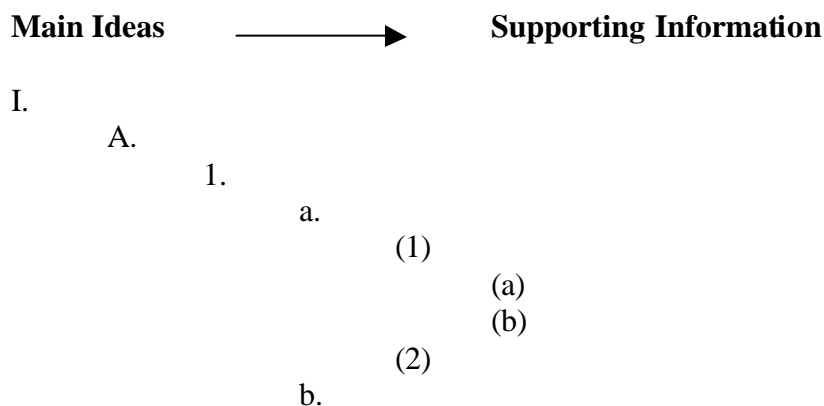 Main Ideas Supporting Information
I.
A.
1.
a.
(1)
(a)
(b)
(2)
b.